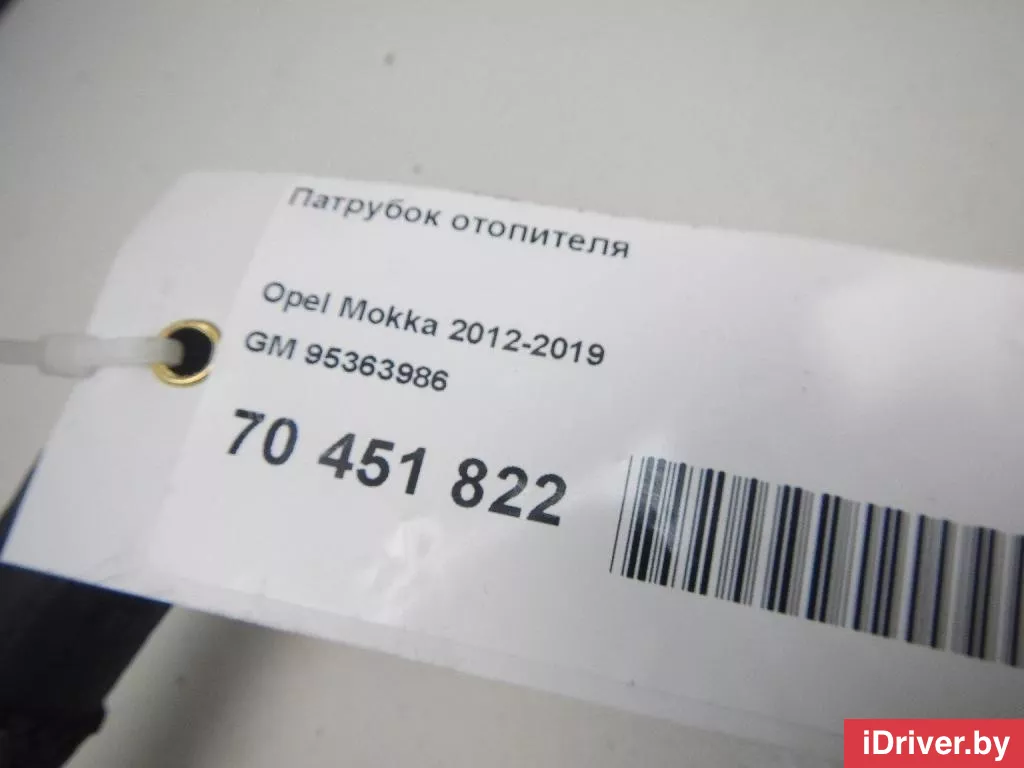 Патрубок отопителя
Opel Mokka 2012-2019
GM 95363986
70 451 822
iDriver.by